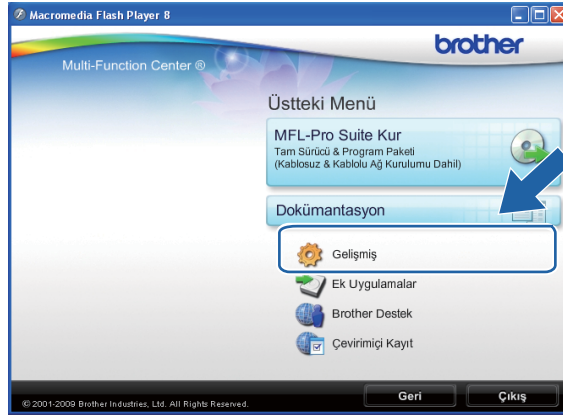 Macromedia Flash Player 8
brother
Multi-Function Center ®
Üstteki Menü
MFL-Pro Suite Kur
Tam Sürücü & Program Paketi
(Kablosuz & Kablolu Ağ Kurulumu Dahil)
Dokümantasyon
Gelişmiş
Ek Uygulamalar
Brother Destek
Çevirimiçi Kayıt
© 2001-2009 Brother Industries, Ltd. All Rights Reserved.
Geri
Çıkış